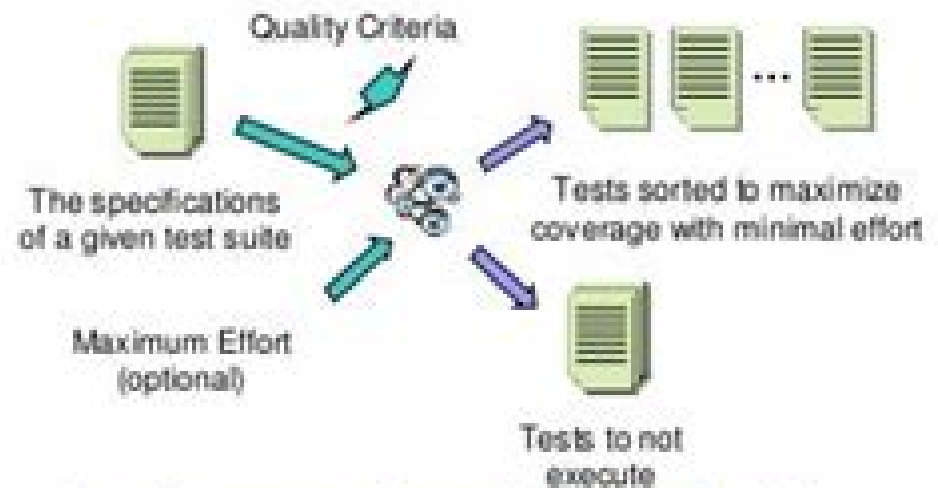 Quality Criteria
The specifications
of a given test suite
Tests sorted to maximize
coverage with minimal effort
Maximum Effort
(optional)
Tests to not
execute